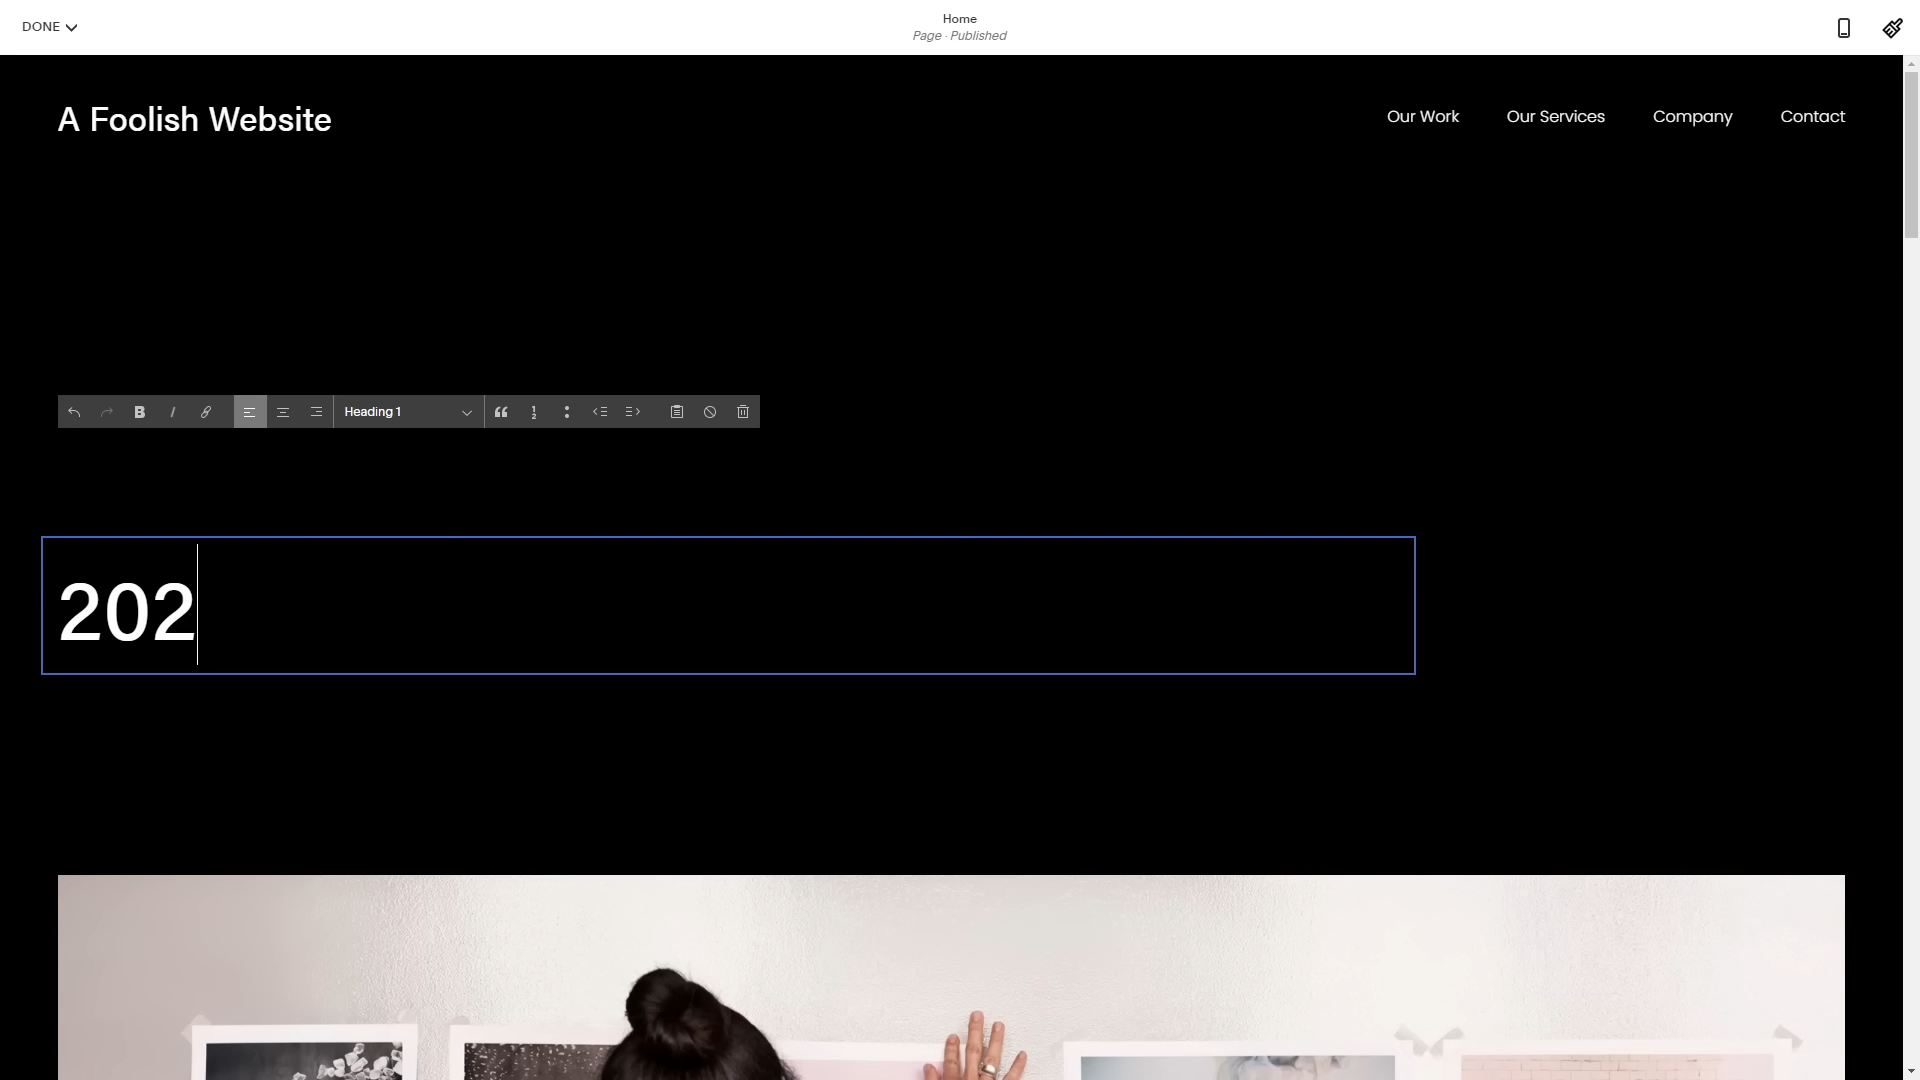 DONE
Home
Page · Published
A Foolish Website
Our Work Our Services Company Contact
B I Heading 1
202